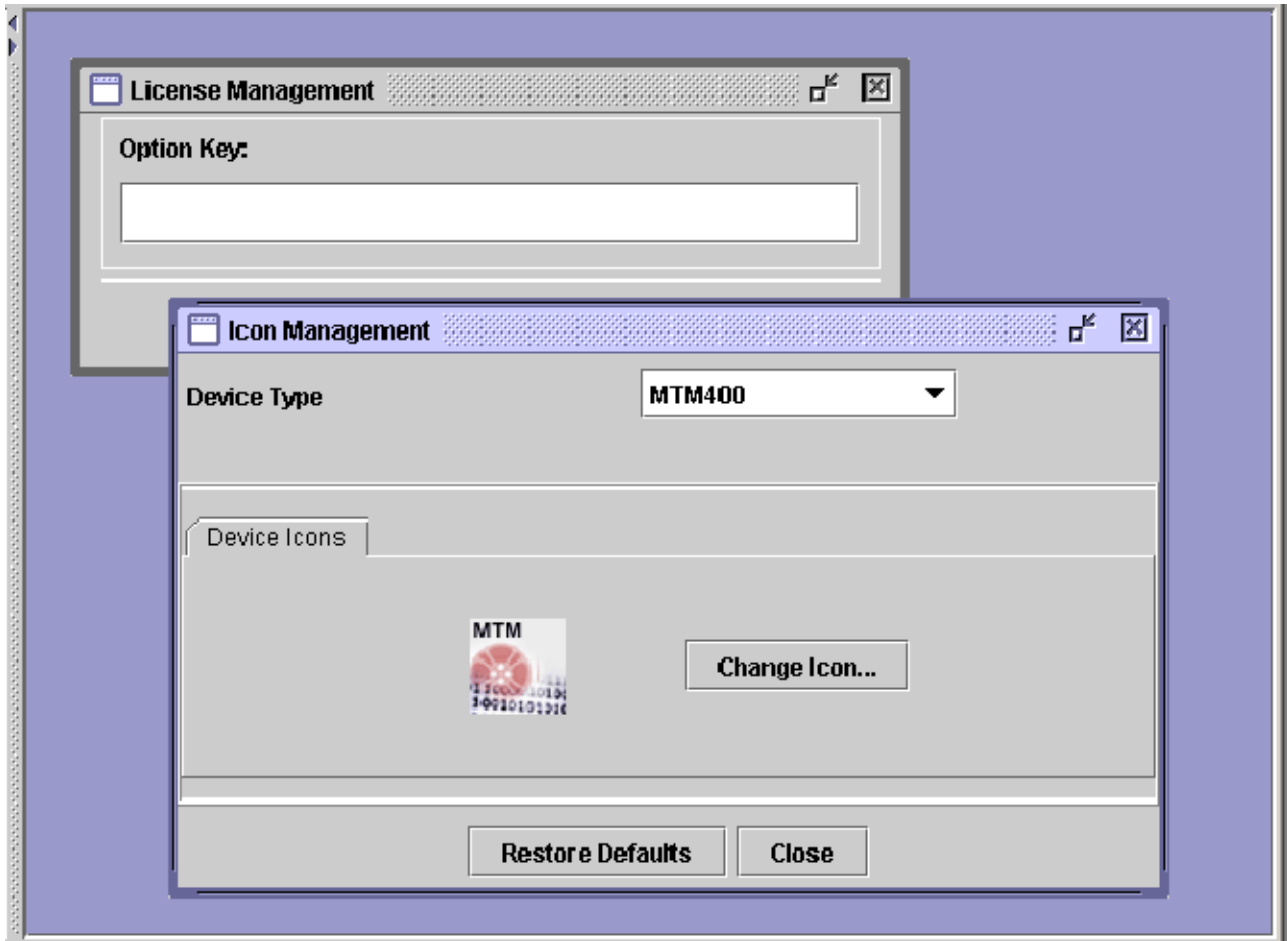 License Management
Option Key:
Icon Management
Device Type
MTM400
Device Icons
MTM
Change Icon...
Restore Defaults
Close